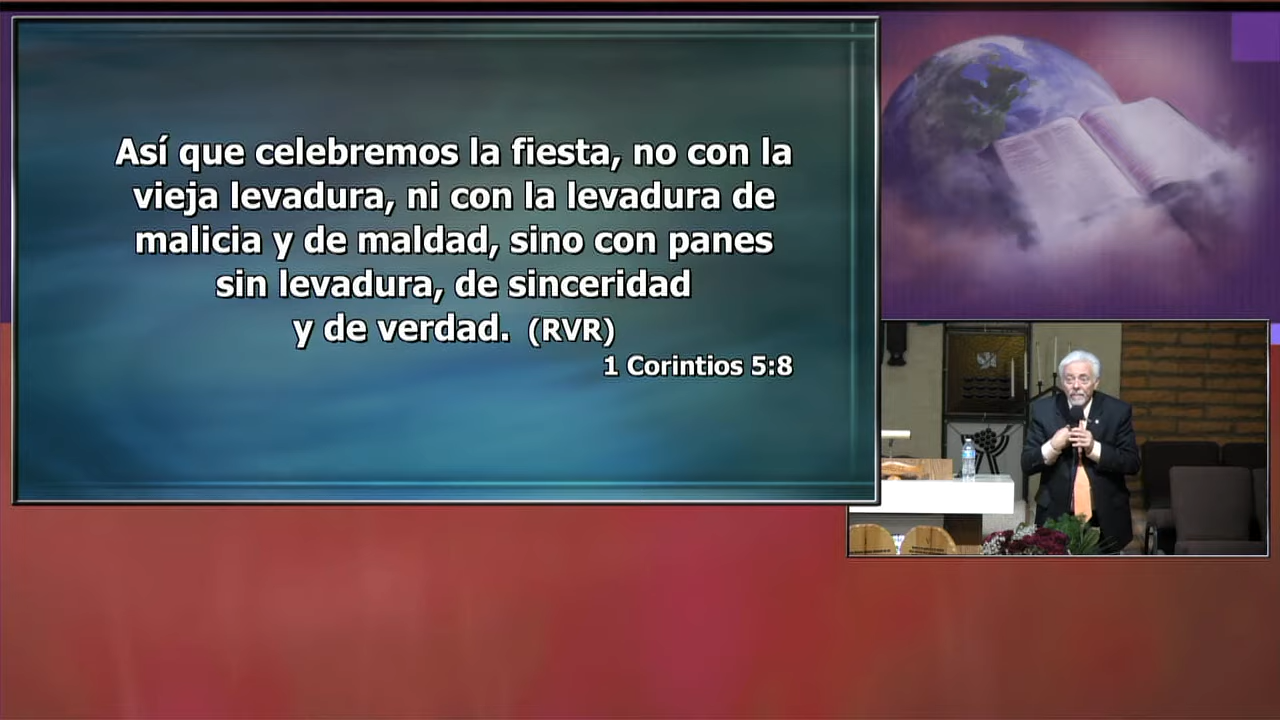 Así que celebremos la fiesta, no con la
vieja levadura, ni con la levadura de
malicia y de maldad, sino con panes
sin levadura, de sinceridad
y de verdad. (RVR)
1 Corintios 5:8